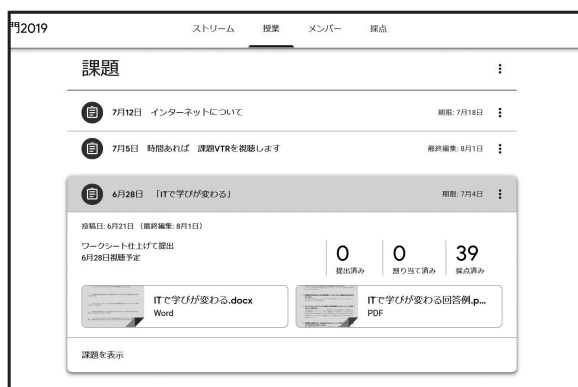 門2019
ストリーム 授業 メンバー 採点
課題
7月12日 インターネットについて 期限: 7月18日
7月5日 時間あれば 課題VTRを視聴します 最終編集: 8月1日
6月28日 「ITで学びが変わる」 期限: 7月4日
投稿日: 6月21日 (最終編集: 8月1日)
ワークシート仕上げて提出
6月28日視聴予定
0 0 39
提出済み 割り当て済み 採点済み
ITで学びが変わる.docx
Word
ITで学びが変わる回答例.p...
PDF
課題を表示